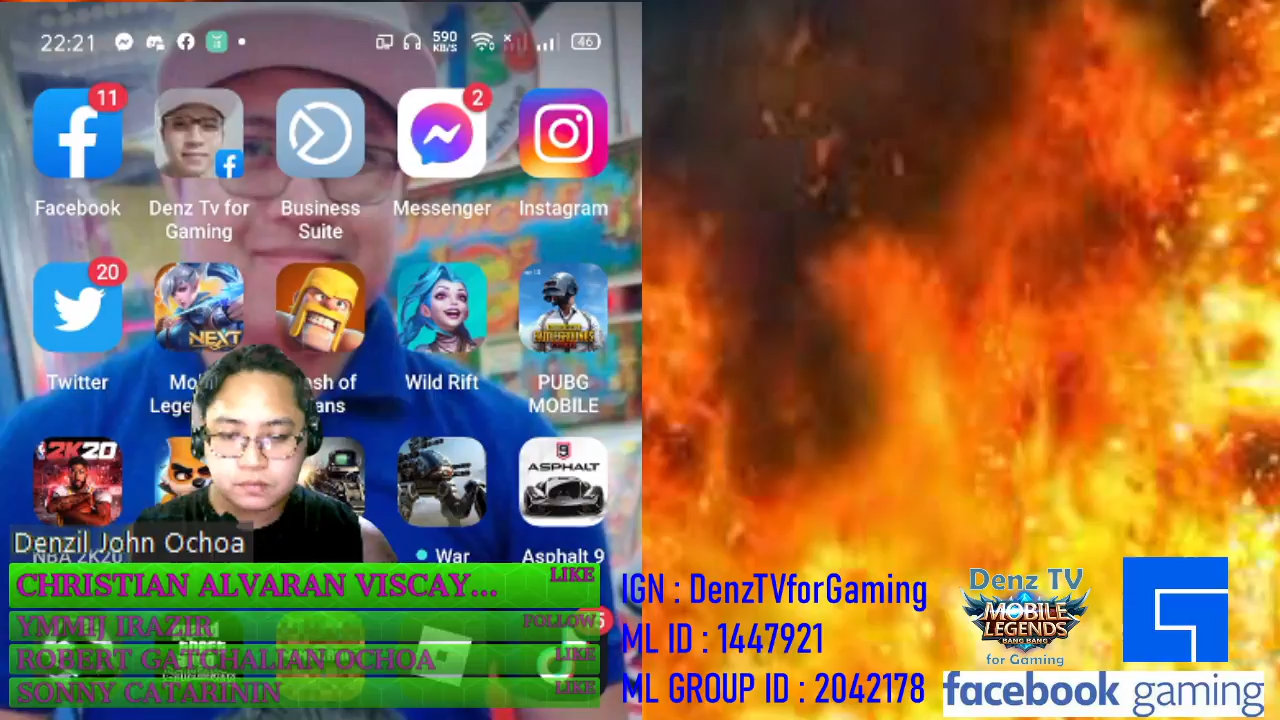 22:21
590
KB/S
46
11
2
Facebook
Denz Tv for
Gaming
Business
Suite
Messenger
Instagram
20
NEXT
Twitter
Wild Rift
PUBG
MOBILE
2K20
9
ASPHALT
Denzil John Ochoa
NBA 2K20
War
Asphalt 9
CHRISTIAN ALVARAN VISCAY...
LIKE
YMMIJ IRAZIR
FOLLOW
ROBERT GATCHALIAN OCHOA
LIKE
SONNY CATARININ
LIKE
IGN : DenzTVforGaming
ML ID : 1447921
ML GROUP ID : 2042178
Denz TV
MOBILE
LEGENDS
BANG BANG
for Gaming
facebook gaming